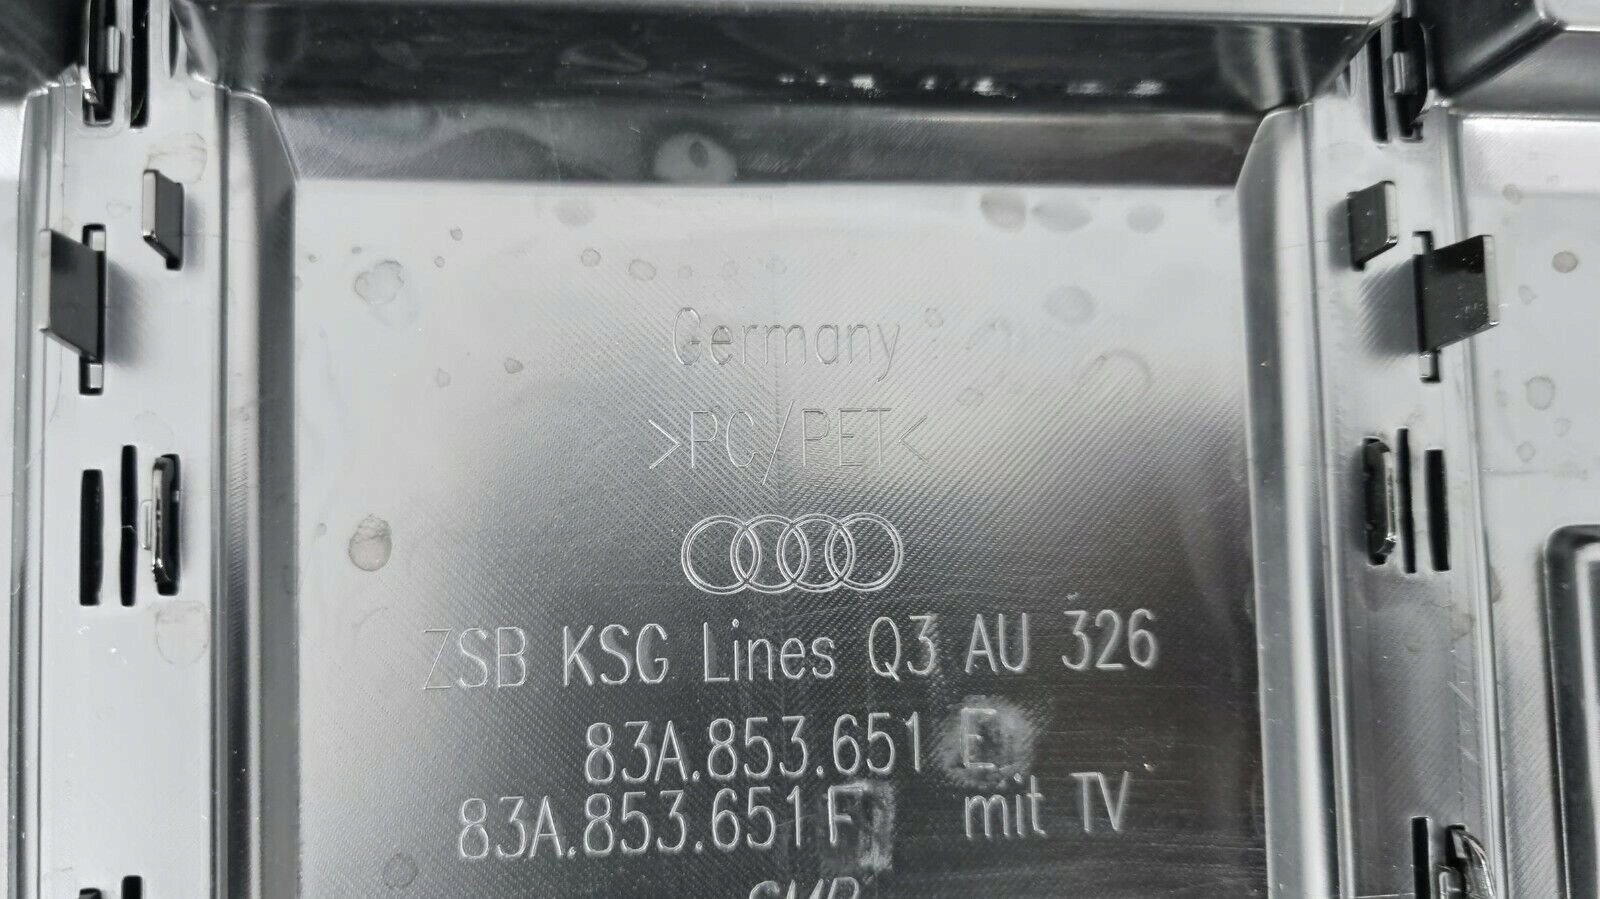 Germany
>PC/PET<
ZSB KSG Lines Q3 AU 326
83A.853.651 E
83A.853.651 F mit TV